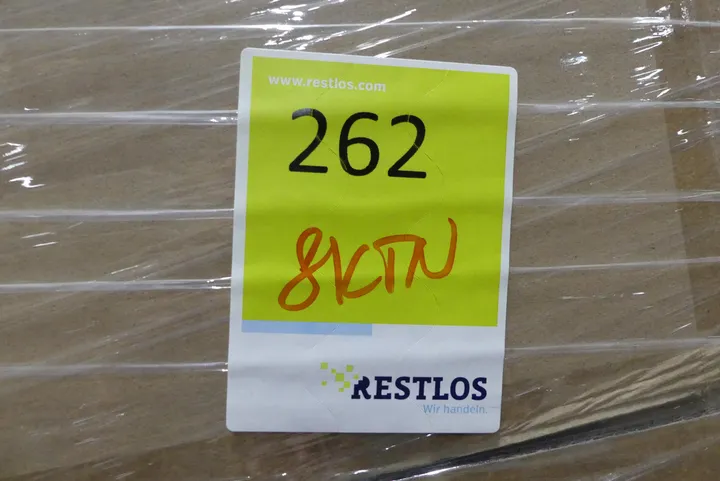 www.restlos.com
262
8KTN
RESTLOS
Wir handeln.